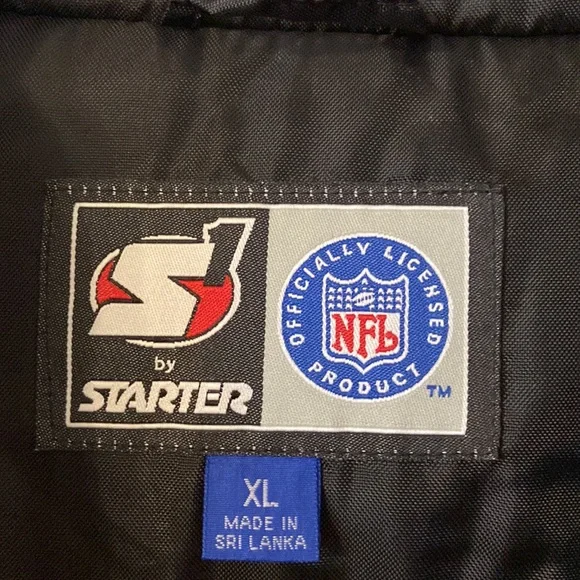 S1
by
STARTER
OFFICIALLY LICENSED
NFL
PRODUCT
TM
XL
MADE IN
SRI LANKA